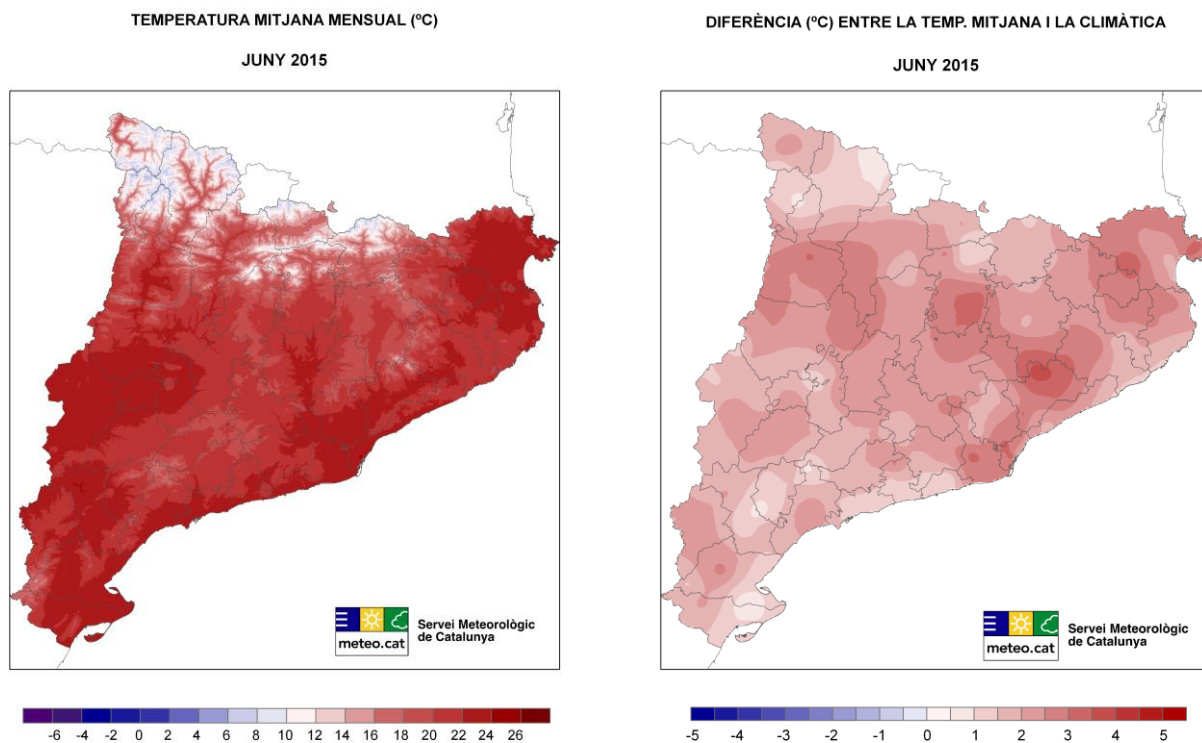 TEMPERATURA MITJANA MENSUAL (ºC)
JUNY 2015
Servei Meteorològic
de Catalunya
meteo.cat
-6 -4 -2 0 2 4 6 8 10 12 14 16 18 20 22 24 26
DIFERÈNCIA (ºC) ENTRE LA TEMP. MITJANA I LA CLIMÀTICA
JUNY 2015
Servei Meteorològic
de Catalunya
meteo.cat
-5 -4 -3 -2 -1 0 1 2 3 4 5